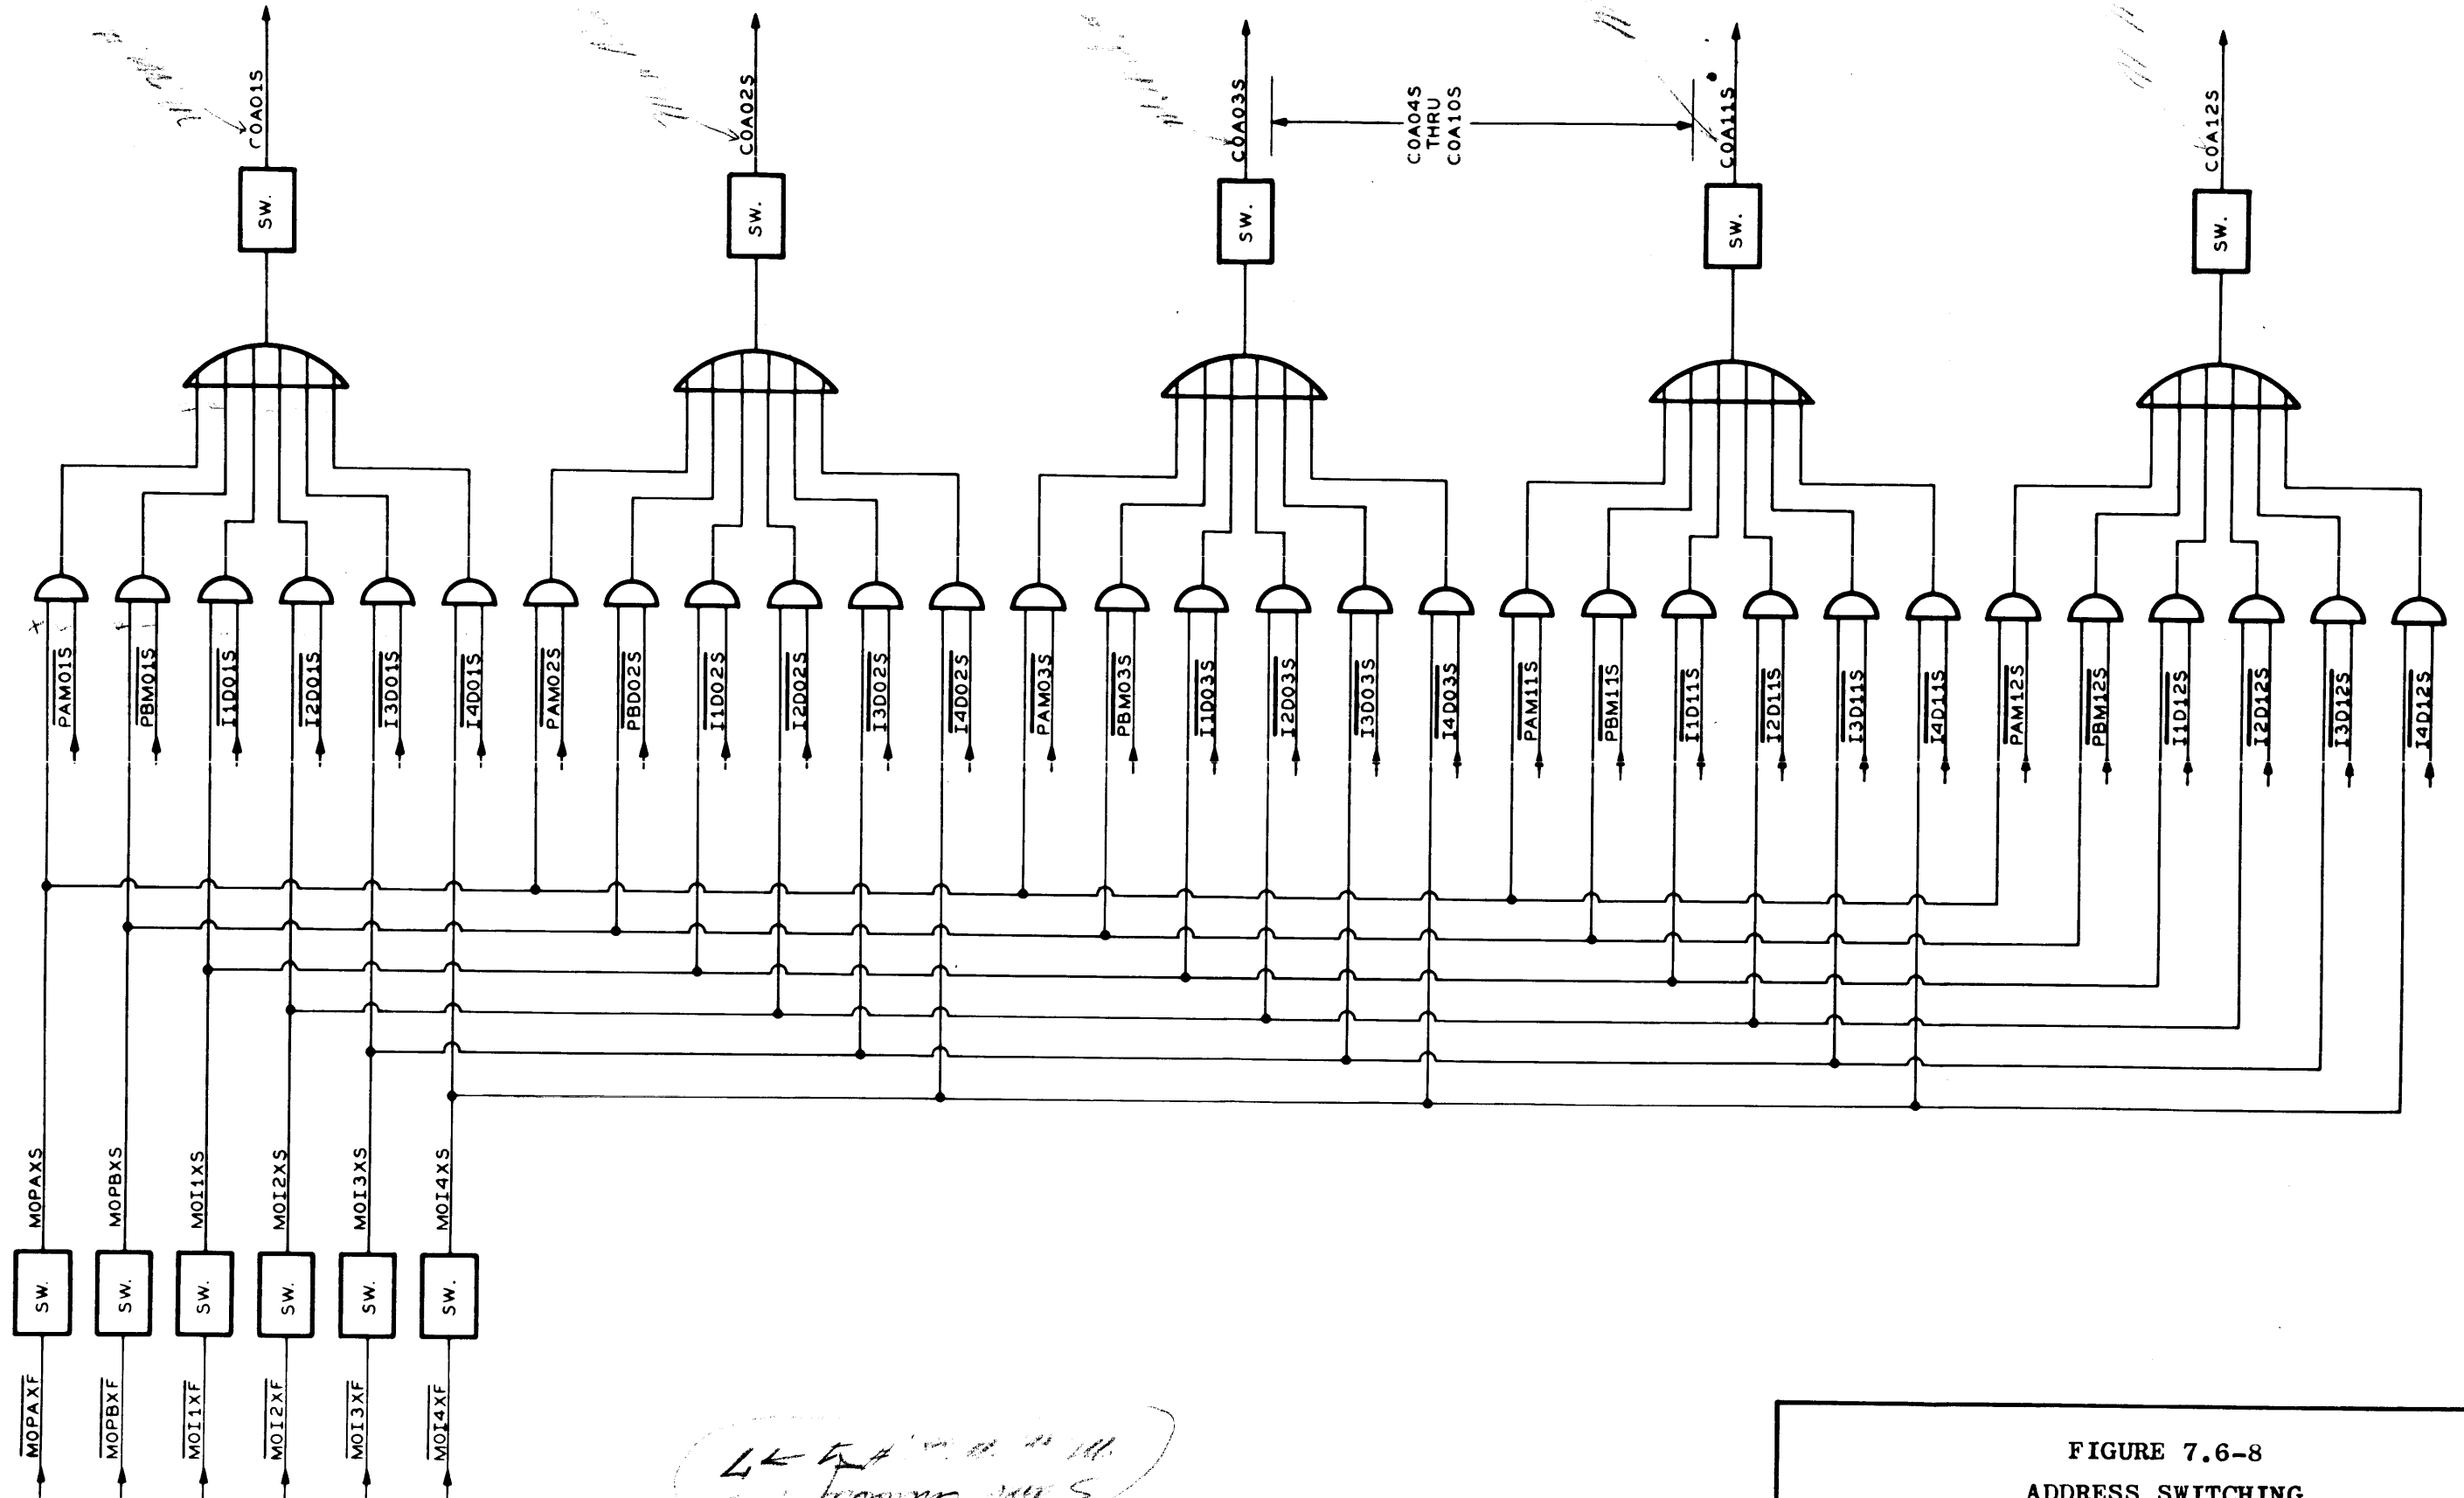 COA01S
COA02S
COA03S
COA04S
THRU
COA10S
COA11S
COA12S
SW.
SW.
SW.
SW.
SW.
PAM01S
PBM01S
I1D01S
I2D01S
I3D01S
I4D01S
PAM02S
PBD02S
I1D02S
I2D02S
I3D02S
I4D02S
PAM03S
PBM03S
I1D03S
I2D03S
I3D03S
I4D03S
PAM11S
PBM11S
I1D11S
I2D11S
I3D11S
I4D11S
PAM12S
PBM12S
I1D12S
I2D12S
I3D12S
I4D12S
MOPAXS
MOPBXS
MOI1XS
MOI2XS
MOI3XS
MOI4XS
SW.
SW.
SW.
SW.
SW.
SW.
MOPAXF
MOPBXF
MOI1XF
MOI2XF
MOI3XF
MOI4XF
FIGURE 7.6-8
ADDRESS SWITCHING